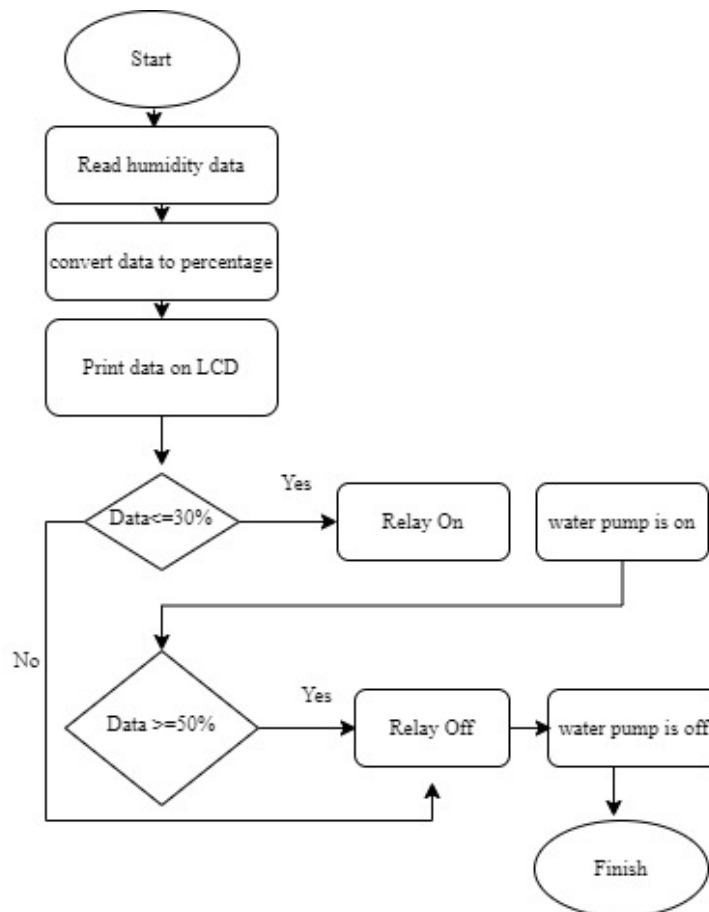 Start
Read humidity data
convert data to percentage
Print data on LCD
Data<=30%
Yes
Relay On
water pump is on
No
Data >=50%
Yes
Relay Off
water pump is off
Finish